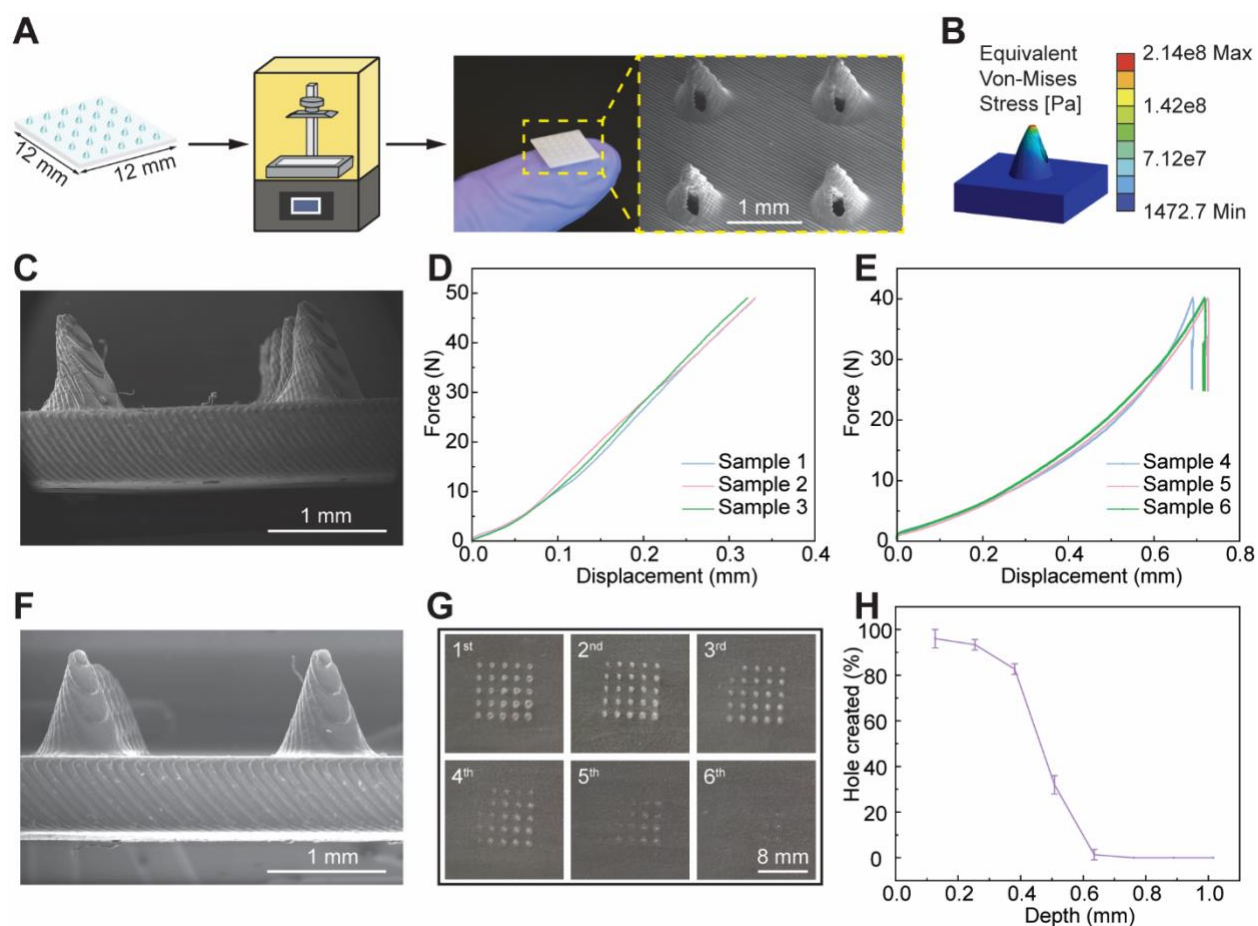 A
12 mm
12 mm
1 mm
B
Equivalent
Von-Mises
Stress [Pa]
2.14e8 Max
1.42e8
7.12e7
1472.7 Min
C
1 mm
D
Force (N)
50
40
30
20
10
0
0.0
0.1
0.2
0.3
0.4
Displacement (mm)
Sample 1
Sample 2
Sample 3
E
Force (N)
40
30
20
10
0
0.0
0.2
0.4
0.6
0.8
Displacement (mm)
Sample 4
Sample 5
Sample 6
F
1 mm
G
1st
2nd
3rd
4th
5th
6th
8 mm
H
Hole created (%)
100
80
60
40
20
0
0.0
0.2
0.4
0.6
0.8
1.0
Depth (mm)